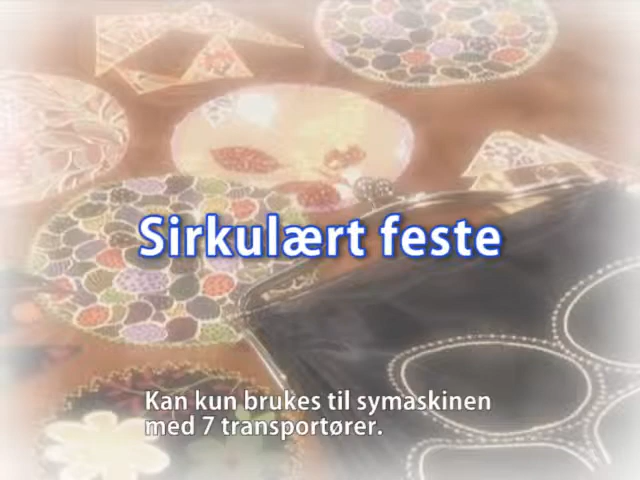 Sirkulært feste
Kan kun brukes til symaskinen
med 7 transportører.